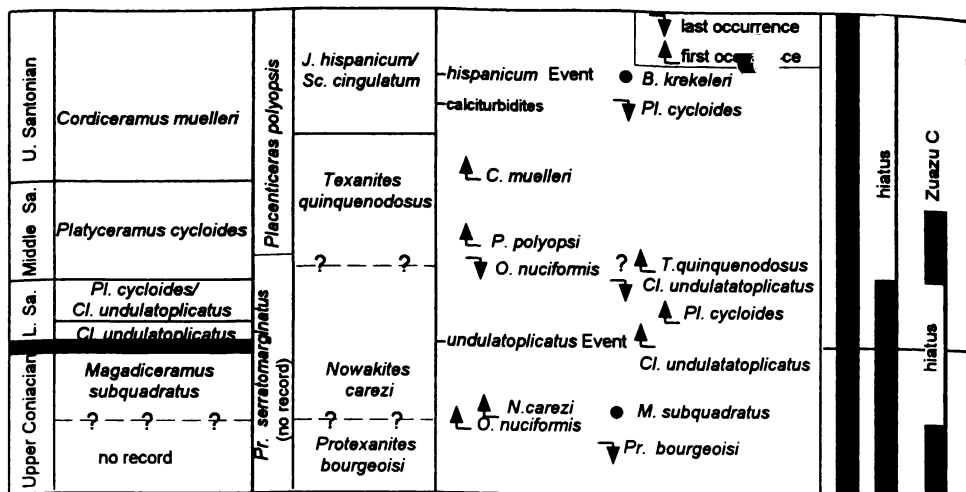 last occurrence
first
U. Santonian
Middle Sa.
L. Sa.
Upper Coniacian
Cordiceramus muelleri
Platyceramus cycloides
Pl. cycloides/
Cl. undulatoplicatus
Cl. undulatoplicatus
Magadiceramus
subquadratus
? ? ?
no record
Placenticeras polyopsis
Pr. serratomarginatus
(no record)
J. hispanicum/
Sc. cingulatum
Texanites
quinquenodosus
? ?
Nowakites
carezi
? ?
Protexanites
bourgeoisi
hispanicum Event
B. krekeleri
calciturbidites
Pl. cycloides
C. muelleri
P. polyopsi
O. nuciformis
? T.quinquenodosus
Cl. undulatatoplicatus
Pl. cycloides
undulatoplicatus Event
Cl. undulatatoplicatus
N.carezi
M. subquadratus
O. nuciformis
Pr. bourgeoisi
hiatus
Zuazu C
hiatus